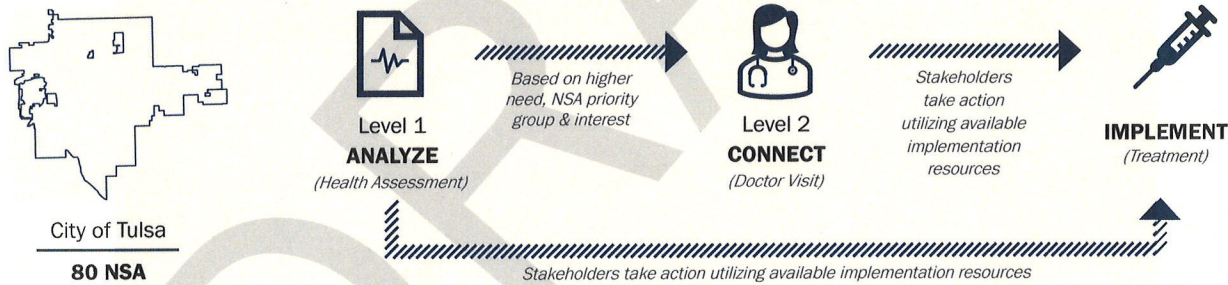 City of Tulsa
80 NSA
Level 1
ANALYZE
(Health Assessment)
Based on higher
need, NSA priority
group & interest
Level 2
CONNECT
(Doctor Visit)
Stakeholders
take action
utilizing available
implementation
resources
IMPLEMENT
(Treatment)
Stakeholders take action utilizing available implementation resources